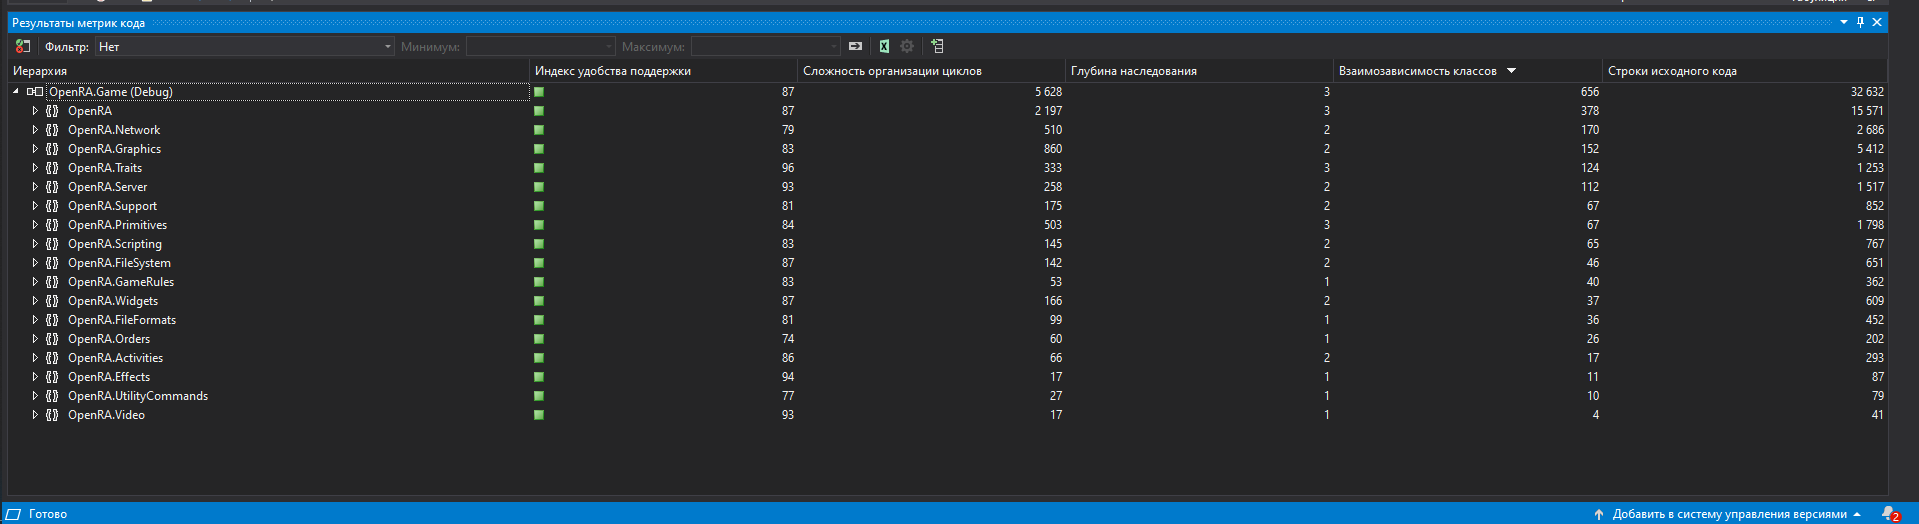 Результаты метрик кода
Фильтр: Нет Минимум: Максимум:
Иерархия Индекс удобства поддержки Сложность организации циклов Глубина наследования Взаимозависимость классов Строки исходного кода
OpenRA.Game (Debug) 87 5 628 3 656 32 632
OpenRA 87 2 197 3 378 15 571
OpenRA.Network 79 510 2 170 2 686
OpenRA.Graphics 83 860 2 152 5 412
OpenRA.Traits 96 333 3 124 1 253
OpenRA.Server 93 258 2 112 1 517
OpenRA.Support 81 175 2 67 852
OpenRA.Primitives 84 503 3 67 1 798
OpenRA.Scripting 83 145 2 65 767
OpenRA.FileSystem 87 142 2 46 651
OpenRA.GameRules 83 53 1 40 362
OpenRA.Widgets 87 166 2 37 609
OpenRA.FileFormats 81 99 1 36 452
OpenRA.Orders 74 60 1 26 202
OpenRA.Activities 86 66 2 17 293
OpenRA.Effects 94 17 1 11 87
OpenRA.UtilityCommands 77 27 1 10 79
OpenRA.Video 93 17 1 4 41
Готово Добавить в систему управления версиями 2